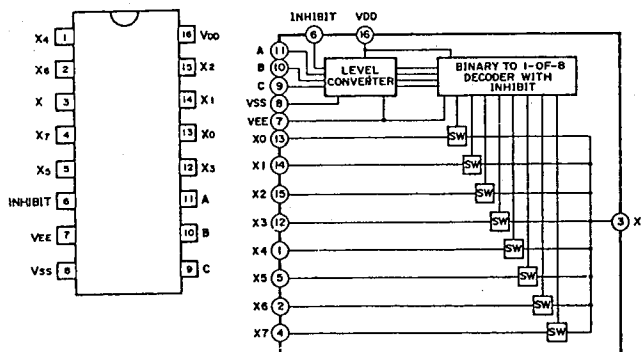 X4 1 16 VDD
X6 2 15 X2
X 3 14 X1
X7 4 13 X0
X5 5 12 X3
INHIBIT 6 11 A
VEE 7 10 B
VSS 8 9 C
INHIBIT VDD
6 16
A 11
B 10
C 9
VSS 8
VEE 7
LEVEL
CONVERTER
BINARY TO 1-OF-8
DECODER WITH
INHIBIT
X0 13 SW
X1 14 SW
X2 15 SW
X3 12 SW 3 X
X4 1 SW
X5 5 SW
X6 2 SW
X7 4 SW